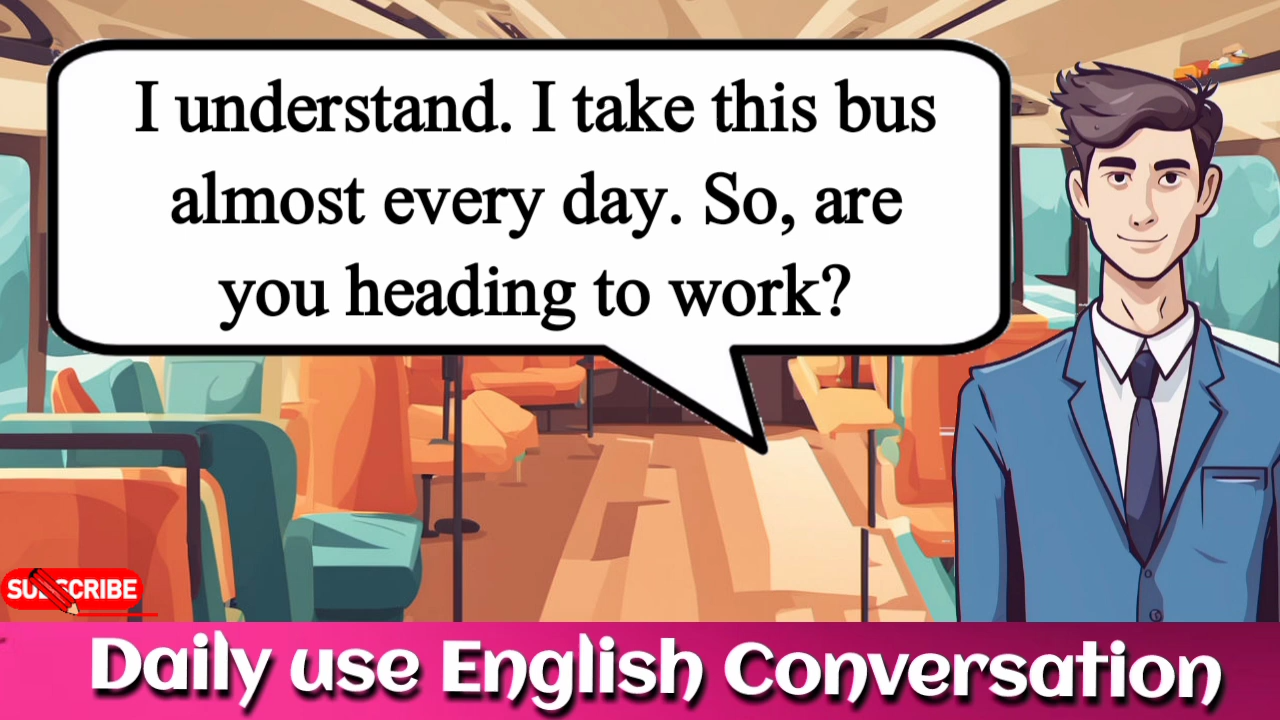 I understand. I take this bus
almost every day. So, are
you heading to work?
SUBSCRIBE
Daily use English Conversation